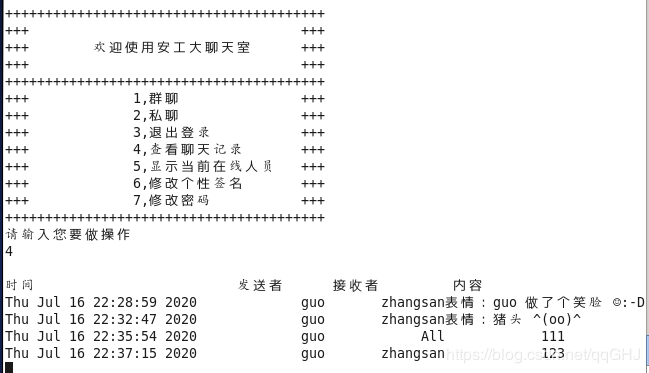 ++++++++++++++++++++++++++++++++++++++++
+++                                  +++
+++        欢迎使用安工大聊天室       +++
+++                                  +++
++++++++++++++++++++++++++++++++++++++++
+++             1,群聊               +++
+++             2,私聊               +++
+++             3,退出登录           +++
+++             4,查看聊天记录       +++
+++             5,显示当前在线人员   +++
+++             6,修改个性签名       +++
+++             7,修改密码           +++
++++++++++++++++++++++++++++++++++++++++
请输入您要做操作
4
时间 发送者 接收者 内容
Thu Jul 16 22:28:59 2020 guo zhangsan表情：guo 做了个笑脸 ☺:-D
Thu Jul 16 22:32:47 2020 guo zhangsan表情：猪头 ^(oo)^
Thu Jul 16 22:35:54 2020 guo All 111
Thu Jul 16 22:37:15 2020 guo zhangsan 123
https://blog.csdn.net/qqGHJ